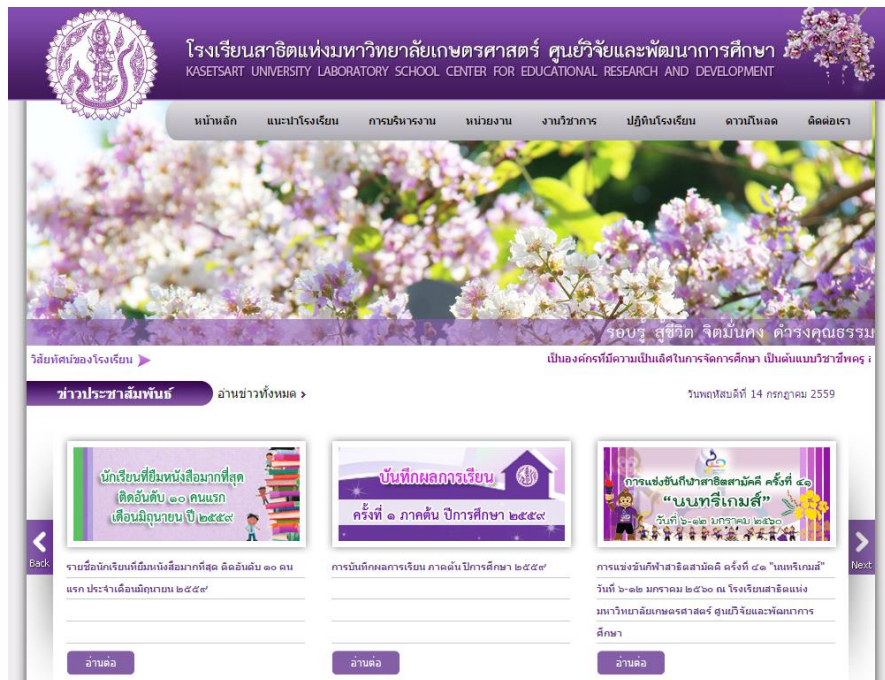 โรงเรียนสาธิตแห่งมหาวิทยาลัยเกษตรศาสตร์ ศูนย์วิจัยและพัฒนาการศึกษา
KASETSART UNIVERSITY LABORATORY SCHOOL CENTER FOR EDUCATIONAL RESEARCH AND DEVELOPMENT
หน้าหลัก แนะนำโรงเรียน การบริหารงาน หน่วยงาน งานวิชาการ ปฏิทินโรงเรียน ดาวน์โหลด ติดต่อเรา
รอบรู้ สู้ชีวิต จิตมั่นคง ดำรงคุณธรรม
วิสัยทัศน์ของโรงเรียน
เป็นองค์กรที่มีความเป็นเลิศในการจัดการศึกษา เป็นต้นแบบวิชาชีพครู
ข่าวประชาสัมพันธ์ อ่านข่าวทั้งหมด ›
วันพฤหัสบดีที่ 14 กรกฎาคม 2559
นักเรียนที่ยืมหนังสือมากที่สุด
ติดอันดับ ๑๐ คนแรก
เดือนมิถุนายน ปี ๒๕๕๙
บันทึกผลการเรียน
ครั้งที่ ๑ ภาคต้น ปีการศึกษา ๒๕๕๙
การแข่งขันกีฬาสาธิตสามัคคี ครั้งที่ ๔๑
“นนทรีเกมส์”
วันที่ ๖-๑๒ มกราคม ๒๕๖๐
Back
Next
รายชื่อนักเรียนที่ยืมหนังสือมากที่สุด ติดอันดับ ๑๐ คน
แรก ประจำเดือนมิถุนายน ๒๕๕๙
อ่านต่อ
การบันทึกผลการเรียน ภาคต้น ปีการศึกษา ๒๕๕๙
อ่านต่อ
การแข่งขันกีฬาสาธิตสามัคคี ครั้งที่ ๔๑ "นนทรีเกมส์"
วันที่ ๖-๑๒ มกราคม ๒๕๖๐ ณ โรงเรียนสาธิตแห่ง
มหาวิทยาลัยเกษตรศาสตร์ ศูนย์วิจัยและพัฒนาการ
ศึกษา
อ่านต่อ